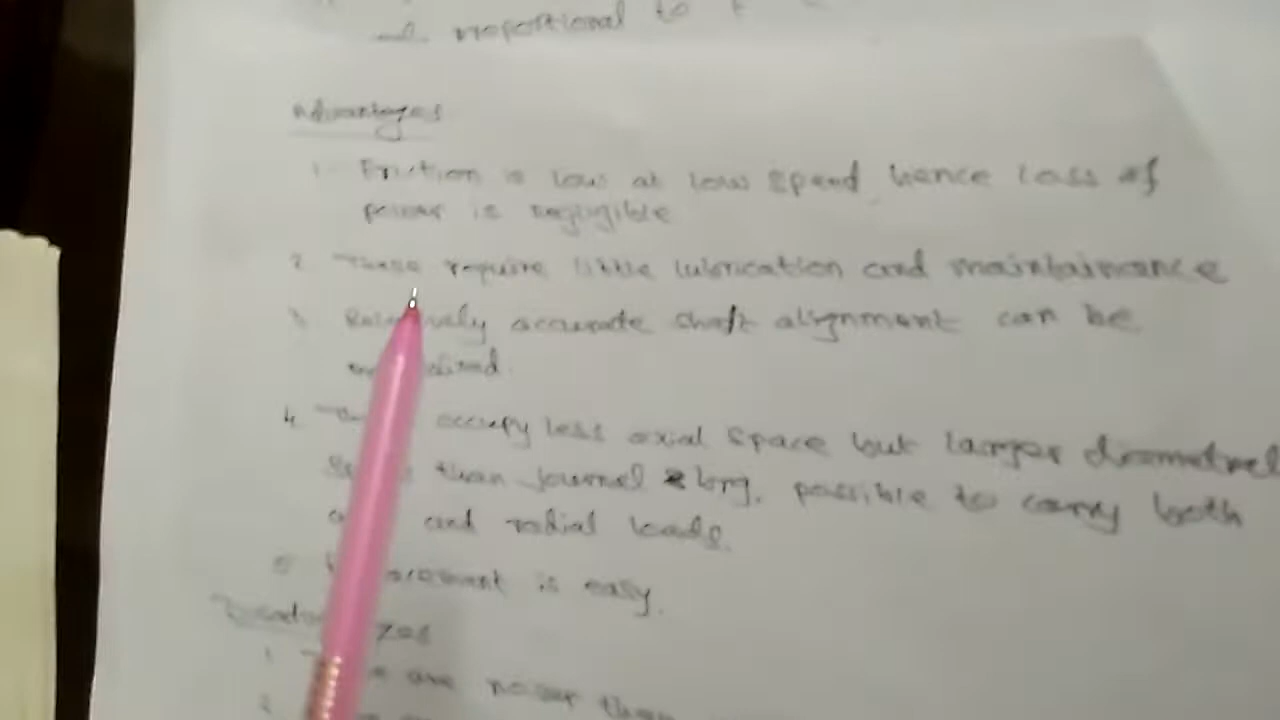 proportional to
Advantages
1 Friction is low at low speed, hence loss of
power is negligible
2 These require little lubrication and maintainance
3 Relatively accurate shaft alignment can be
4 occupy less axial space but larger diametral
than Journal brg. possible to carry both
and radial loads.
5 is easy.
1 are noiser than
2